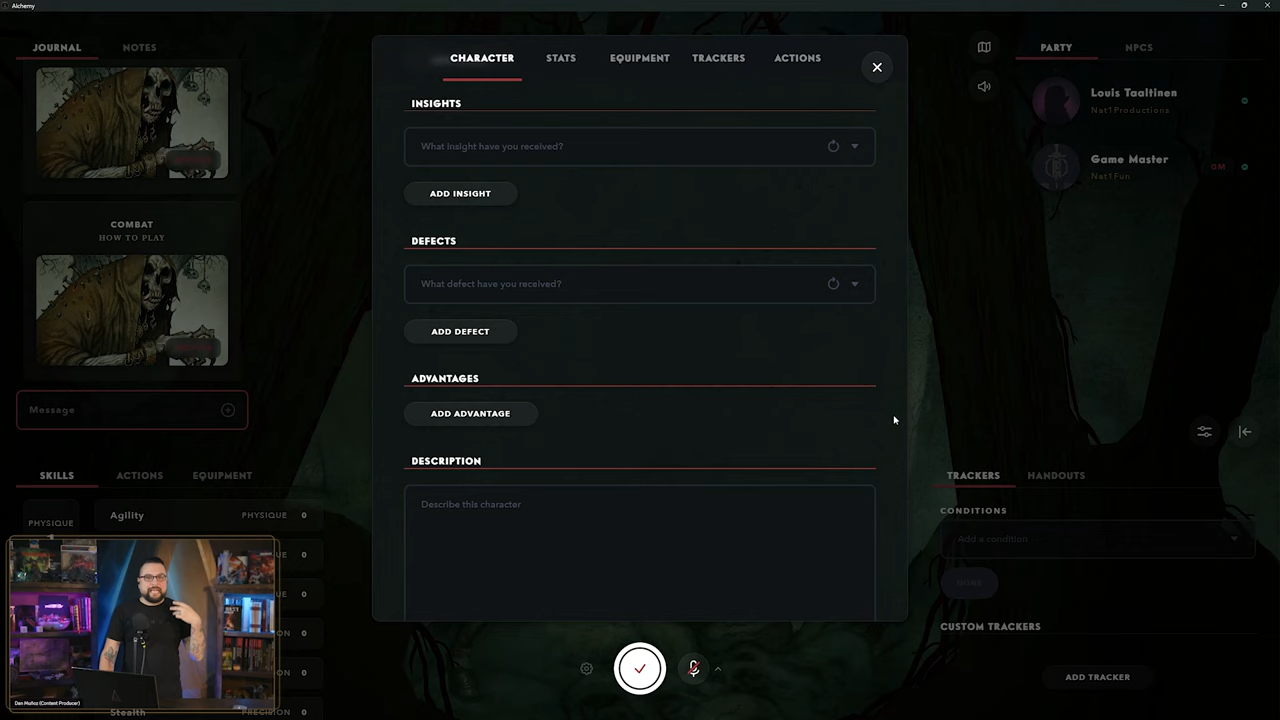 Alchemy
JOURNAL
NOTES
COMBAT
HOW TO PLAY
Message
SKILLS
ACTIONS
EQUIPMENT
PHYSIQUE
Agility
PHYSIQUE 0
0
0
0
0
Stealth
PRECISION 0
Dan Muñoz (Content Producer)
CHARACTER
STATS
EQUIPMENT
TRACKERS
ACTIONS
INSIGHTS
What insight have you received?
ADD INSIGHT
DEFECTS
What defect have you received?
ADD DEFECT
ADVANTAGES
ADD ADVANTAGE
DESCRIPTION
Describe this character
PARTY
NPCS
Louis Taaltinen
Nat1Productions
Game Master
Nat1Fun
GM
TRACKERS
HANDOUTS
CONDITIONS
Add a condition
NONE
CUSTOM TRACKERS
ADD TRACKER